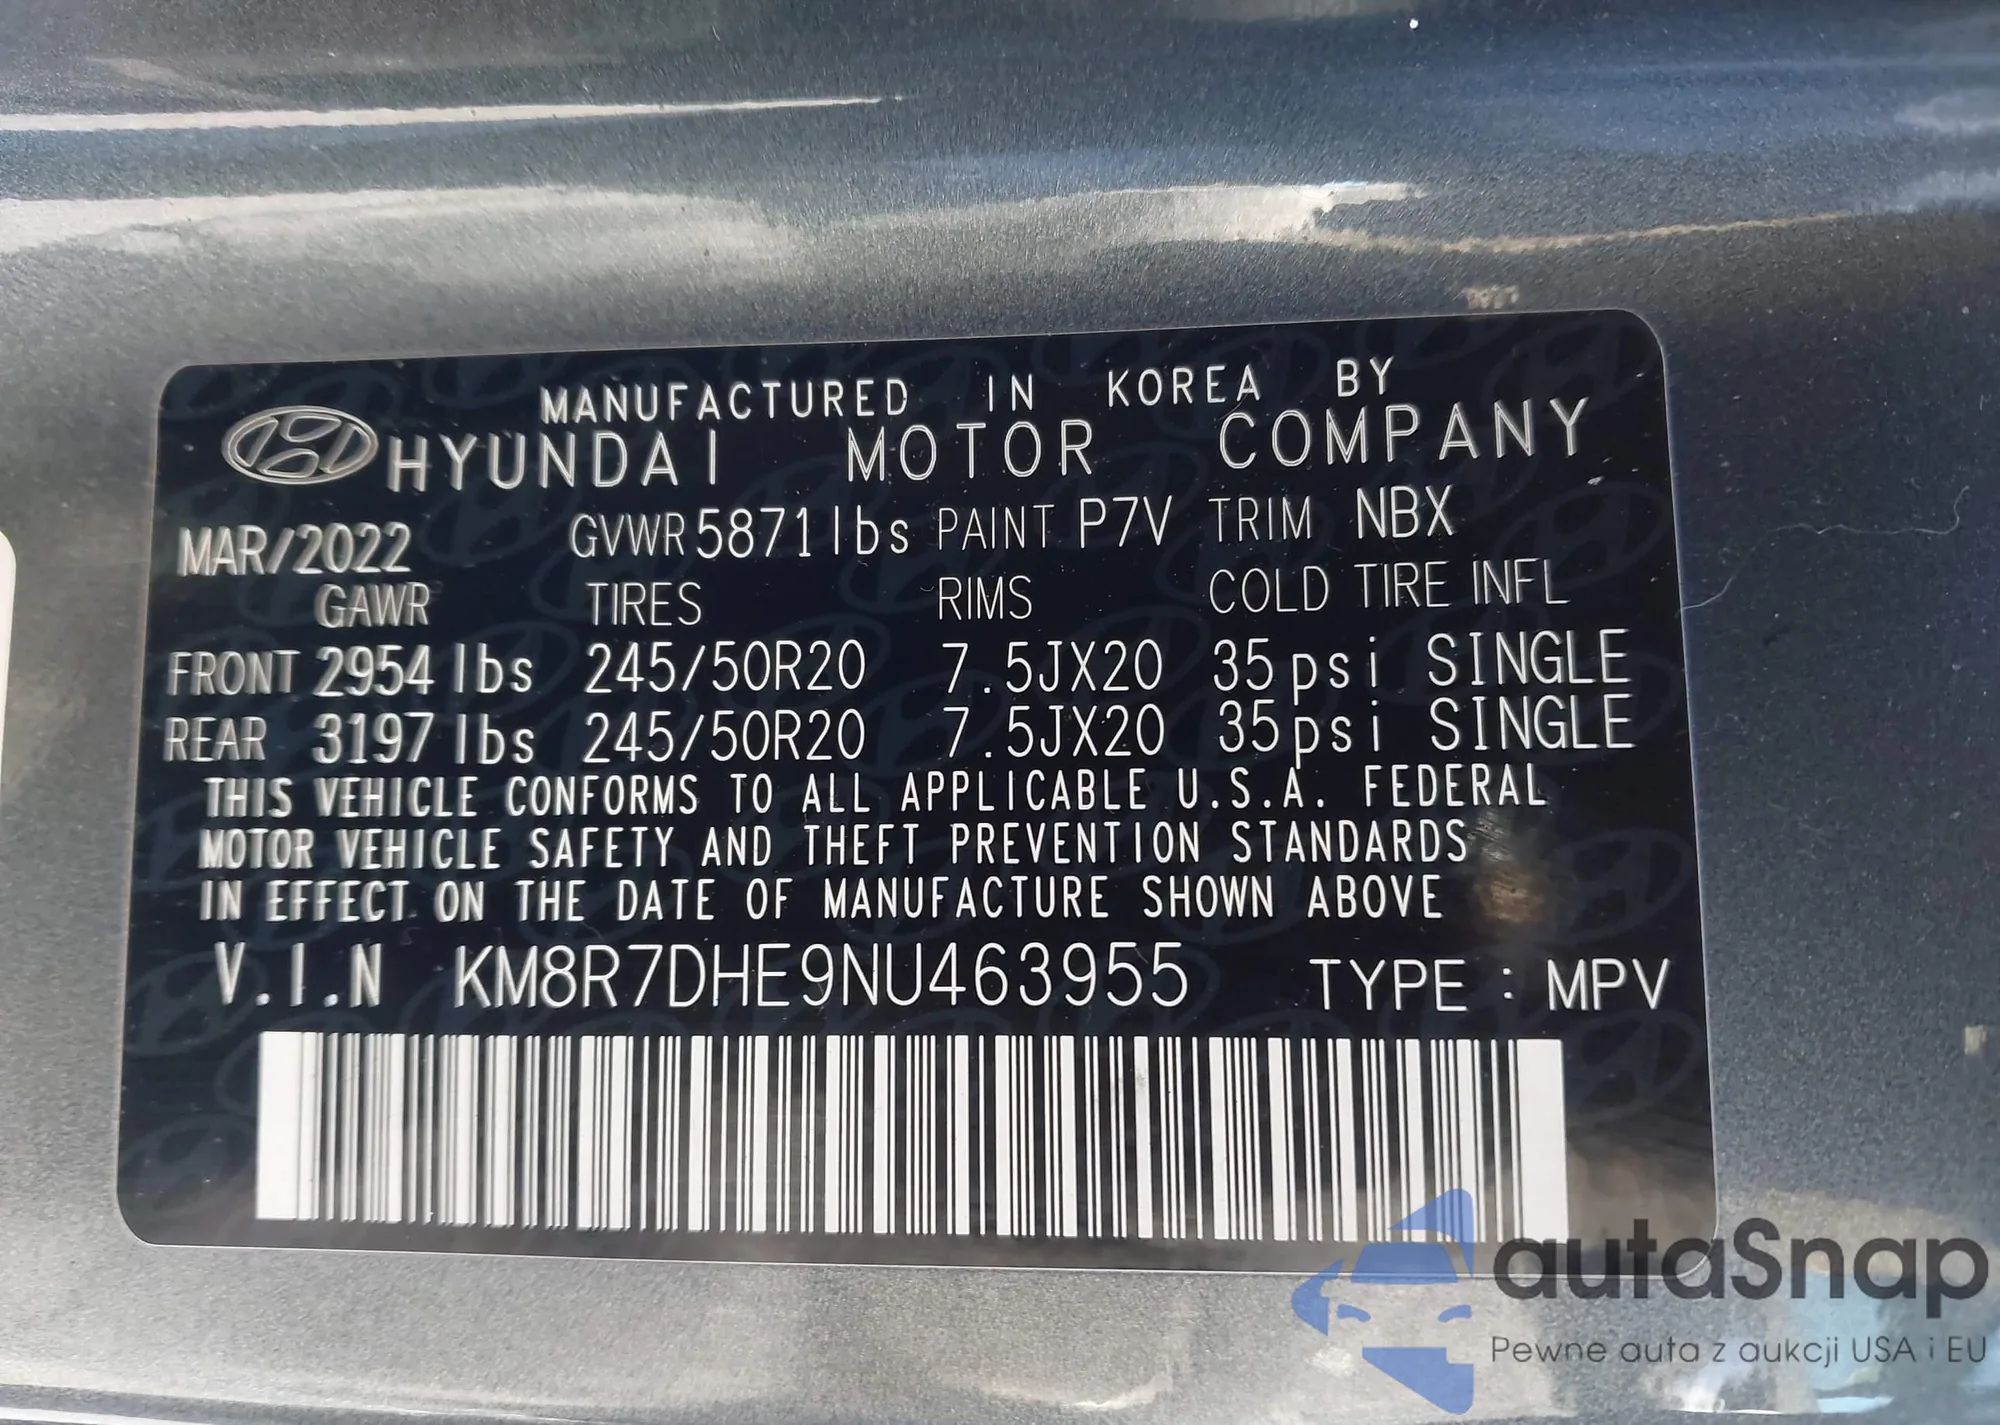 MANUFACTURED IN KOREA BY
HYUNDAI MOTOR COMPANY
MAR/2022 GVWR 5871 lbs PAINT P7V TRIM NBX
GAWR TIRES RIMS COLD TIRE INFL
FRONT 2954 lbs 245/50R20 7.5JX20 35psi SINGLE
REAR 3197 lbs 245/50R20 7.5JX20 35psi SINGLE
THIS VEHICLE CONFORMS TO ALL APPLICABLE U.S.A. FEDERAL
MOTOR VEHICLE SAFETY AND THEFT PREVENTION STANDARDS
IN EFFECT ON THE DATE OF MANUFACTURE SHOWN ABOVE
V.I.N KM8R7DHE9NU463955 TYPE : MPV
autaSnap
Pewne auta z aukcji USA i EU